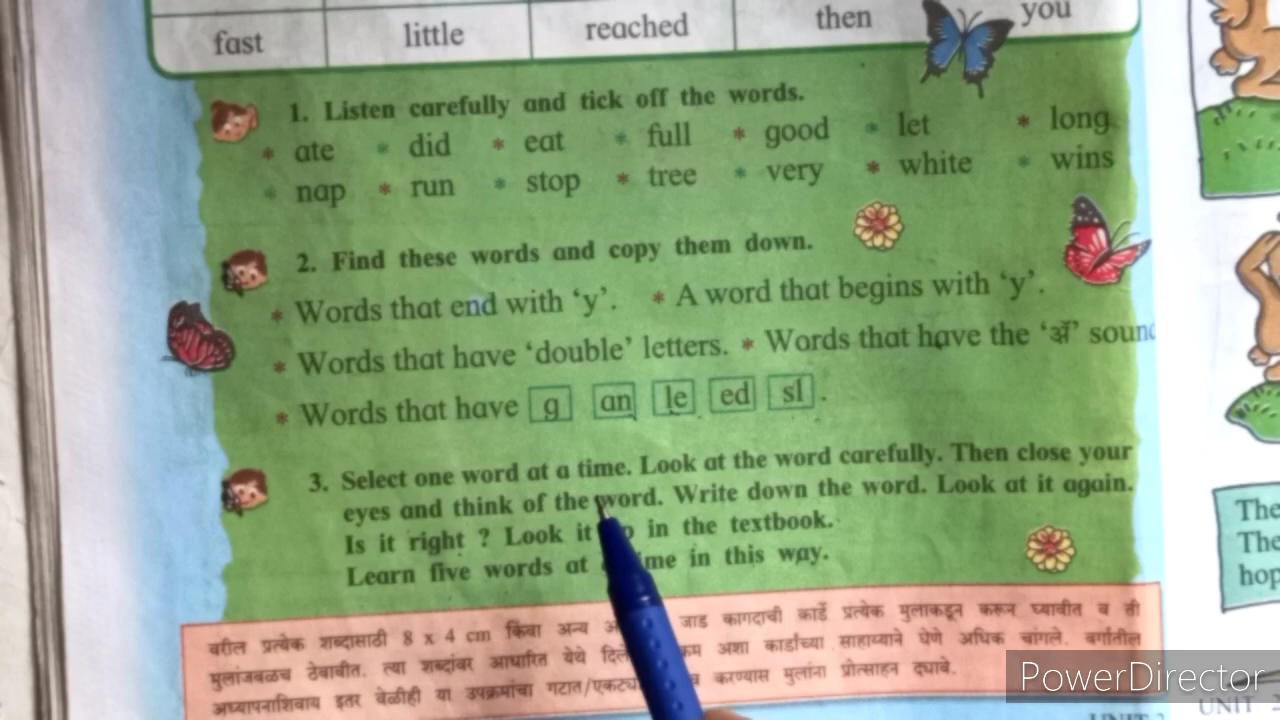 fast little reached then you
1. Listen carefully and tick off the words.
* ate * did * eat * full * good * let * long
* nap * run * stop * tree * very * white * wins
2. Find these words and copy them down.
* Words that end with ‘y’. * A word that begins with ‘y’.
* Words that have ‘double’ letters. * Words that have the ‘ॲ’ sound
* Words that have g an le ed sl .
3. Select one word at a time. Look at the word carefully. Then close your
eyes and think of the word. Write down the word. Look at it again.
Is it right ? Look it in the textbook.
Learn five words at me in this way.
वरील प्रत्येक शब्दासाठी 8 x 4 cm किंवा अन्य जाड कागदाची कार्डे प्रत्येक मुलाकडून करून घ्यावीत व ती
मुलांजवळच ठेवावीत. त्या शब्दांवर आधारित येथे अशा कार्डांच्या साहाय्याने घेणे अधिक चांगले. वर्गातील
अध्यापनाशिवाय इतर वेळीही या उपक्रमांचा करण्यास मुलांना प्रोत्साहन द्यावे.
The
The
hop
PowerDirector
UNIT